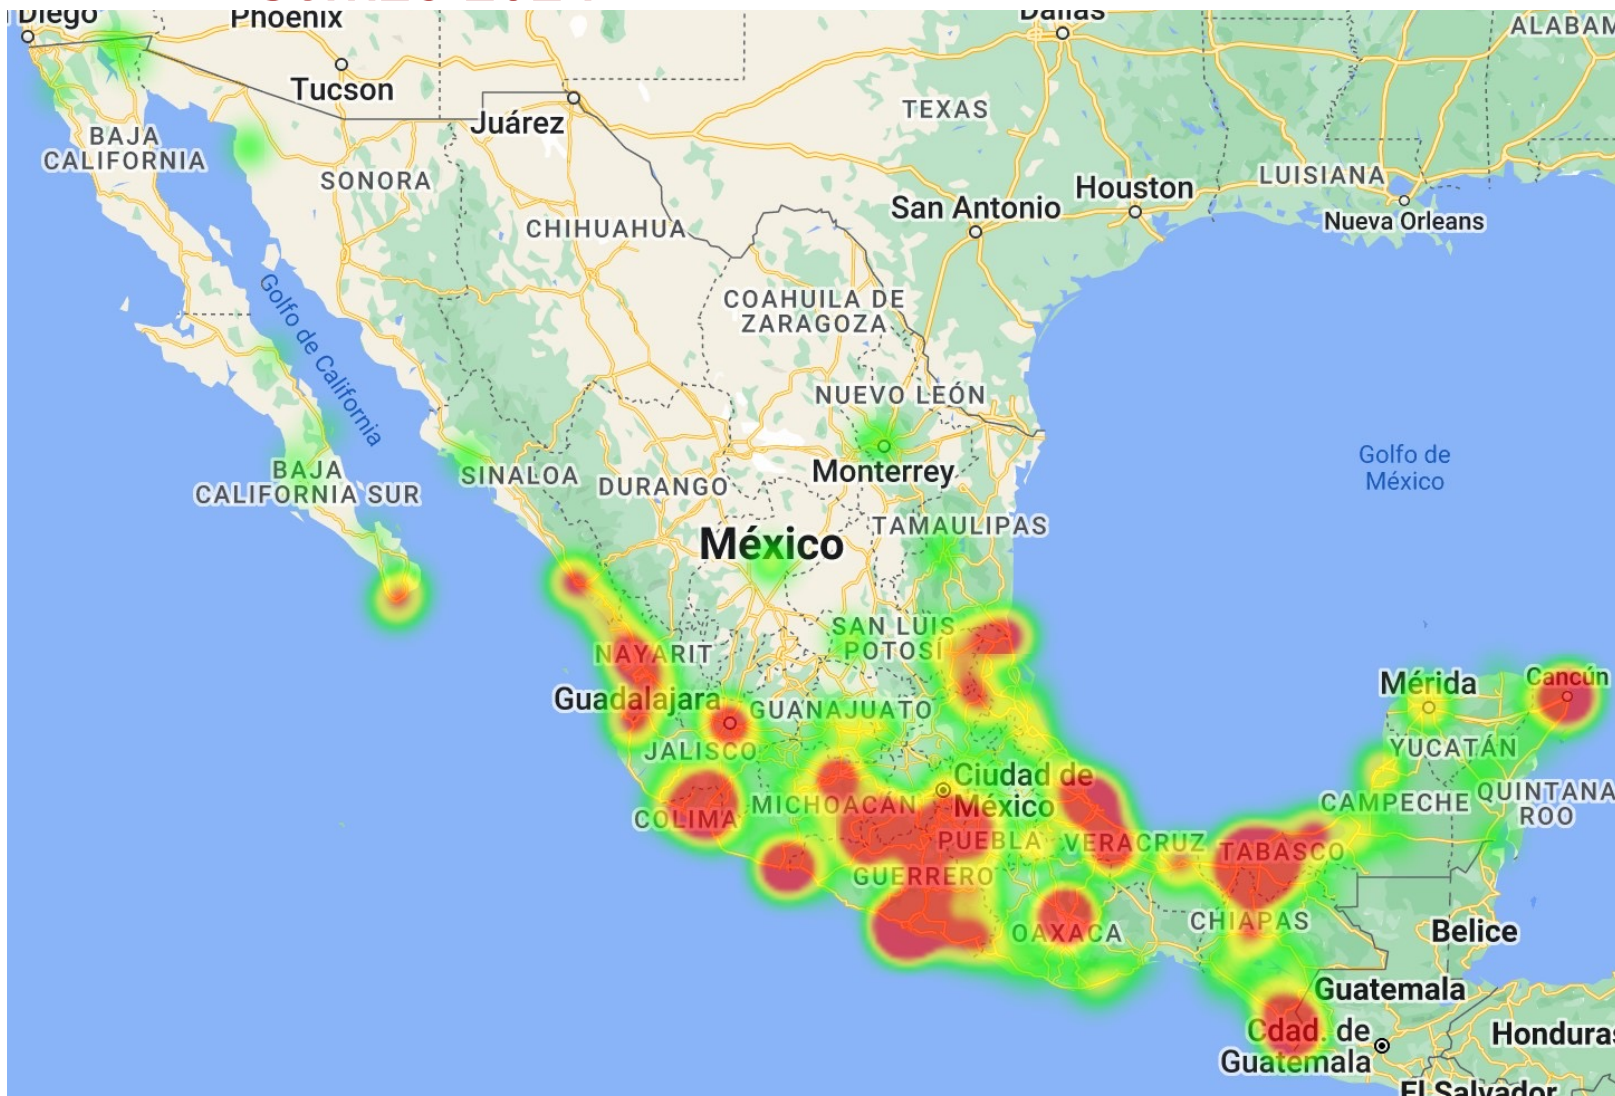 2024
Diego
Phoenix
Dallas
ALABAM
Tucson
Juárez
TEXAS
BAJA
CALIFORNIA
SONORA
LUISIANA
Houston
San Antonio
Nueva Orleans
CHIHUAHUA
COAHUILA DE
ZARAGOZA
Golfo de California
NUEVO LEÓN
Golfo de
México
BAJA
CALIFORNIA SUR
SINALOA
DURANGO
Monterrey
TAMAULIPAS
México
SAN LUIS
POTOSÍ
NAYARIT
Guadalajara
GUANAJUATO
Mérida
Cancún
JALISCO
YUCATÁN
Ciudad de
México
COLIMA
MICHOACÁN
CAMPECHE
QUINTANA
ROO
PUEBLA
VERACRUZ
TABASCO
GUERRERO
OAXACA
CHIAPAS
Belice
Guatemala
Cdad. de
Guatemala
Honduras
El Salvador